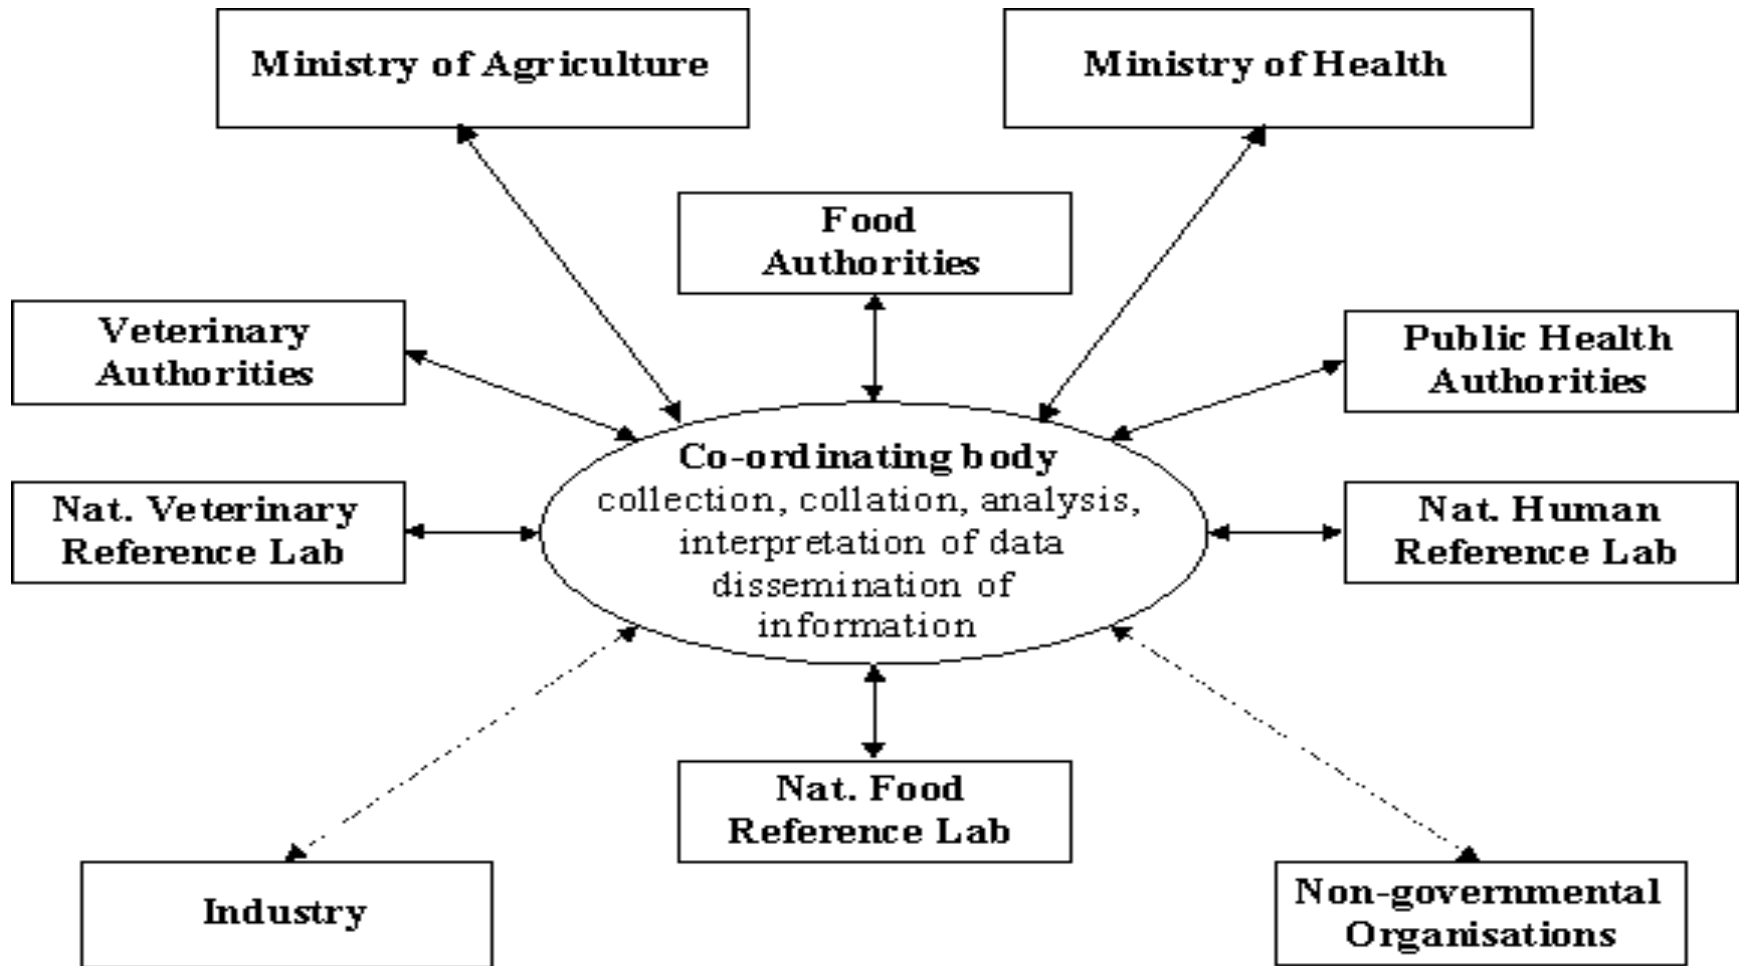 Ministry of Agriculture
Ministry of Health
Food
Authorities
Veterinary
Authorities
Public Health
Authorities
Co-ordinating body
collection, collation, analysis,
interpretation of data
dissemination of
information
Nat. Veterinary
Reference Lab
Nat. Human
Reference Lab
Nat. Food
Reference Lab
Industry
Non-governmental
Organisations